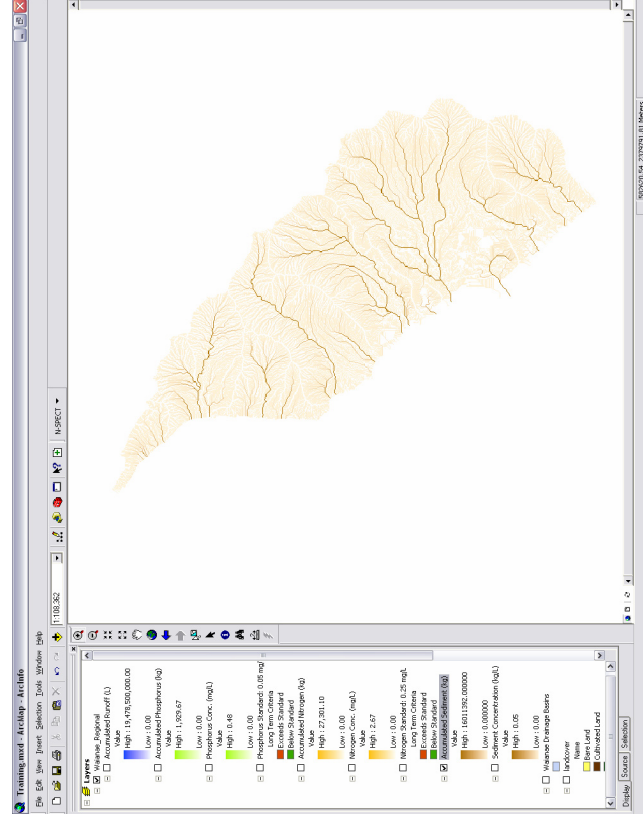 Training.mxd - ArcMap - ArcInfo
File Edit View Insert Selection Tools Window Help
1:108,362
N-SPECT
Layers
Waianae_Regional
Accumulated Runoff (L)
Value
High : 19,478,500,000.00
Low : 0.00
Accumulated Phosphorus (kg)
Value
High : 1,929.67
Low : 0.00
Phosphorus Conc. (mg/L)
Value
High : 0.48
Low : 0.00
Phosphorus Standard: 0.05 mg/
Long Term Criteria
Exceeds Standard
Below Standard
Accumulated Nitrogen (kg)
Value
High : 27,301.10
Low : 0.00
Nitrogen Conc. (mg/L)
Value
High : 2.67
Low : 0.00
Nitrogen Standard: 0.25 mg/L
Long Term Criteria
Exceeds Standard
Below Standard
Accumulated Sediment (kg)
Value
High : 16011392.000000
Low : 0.000000
Sediment Concentration (kg/L)
Value
High : 0.05
Low : 0.00
Waianae Drainage Basins
landcover
Name
Bare Land
Cultivated Land
Display Source Selection